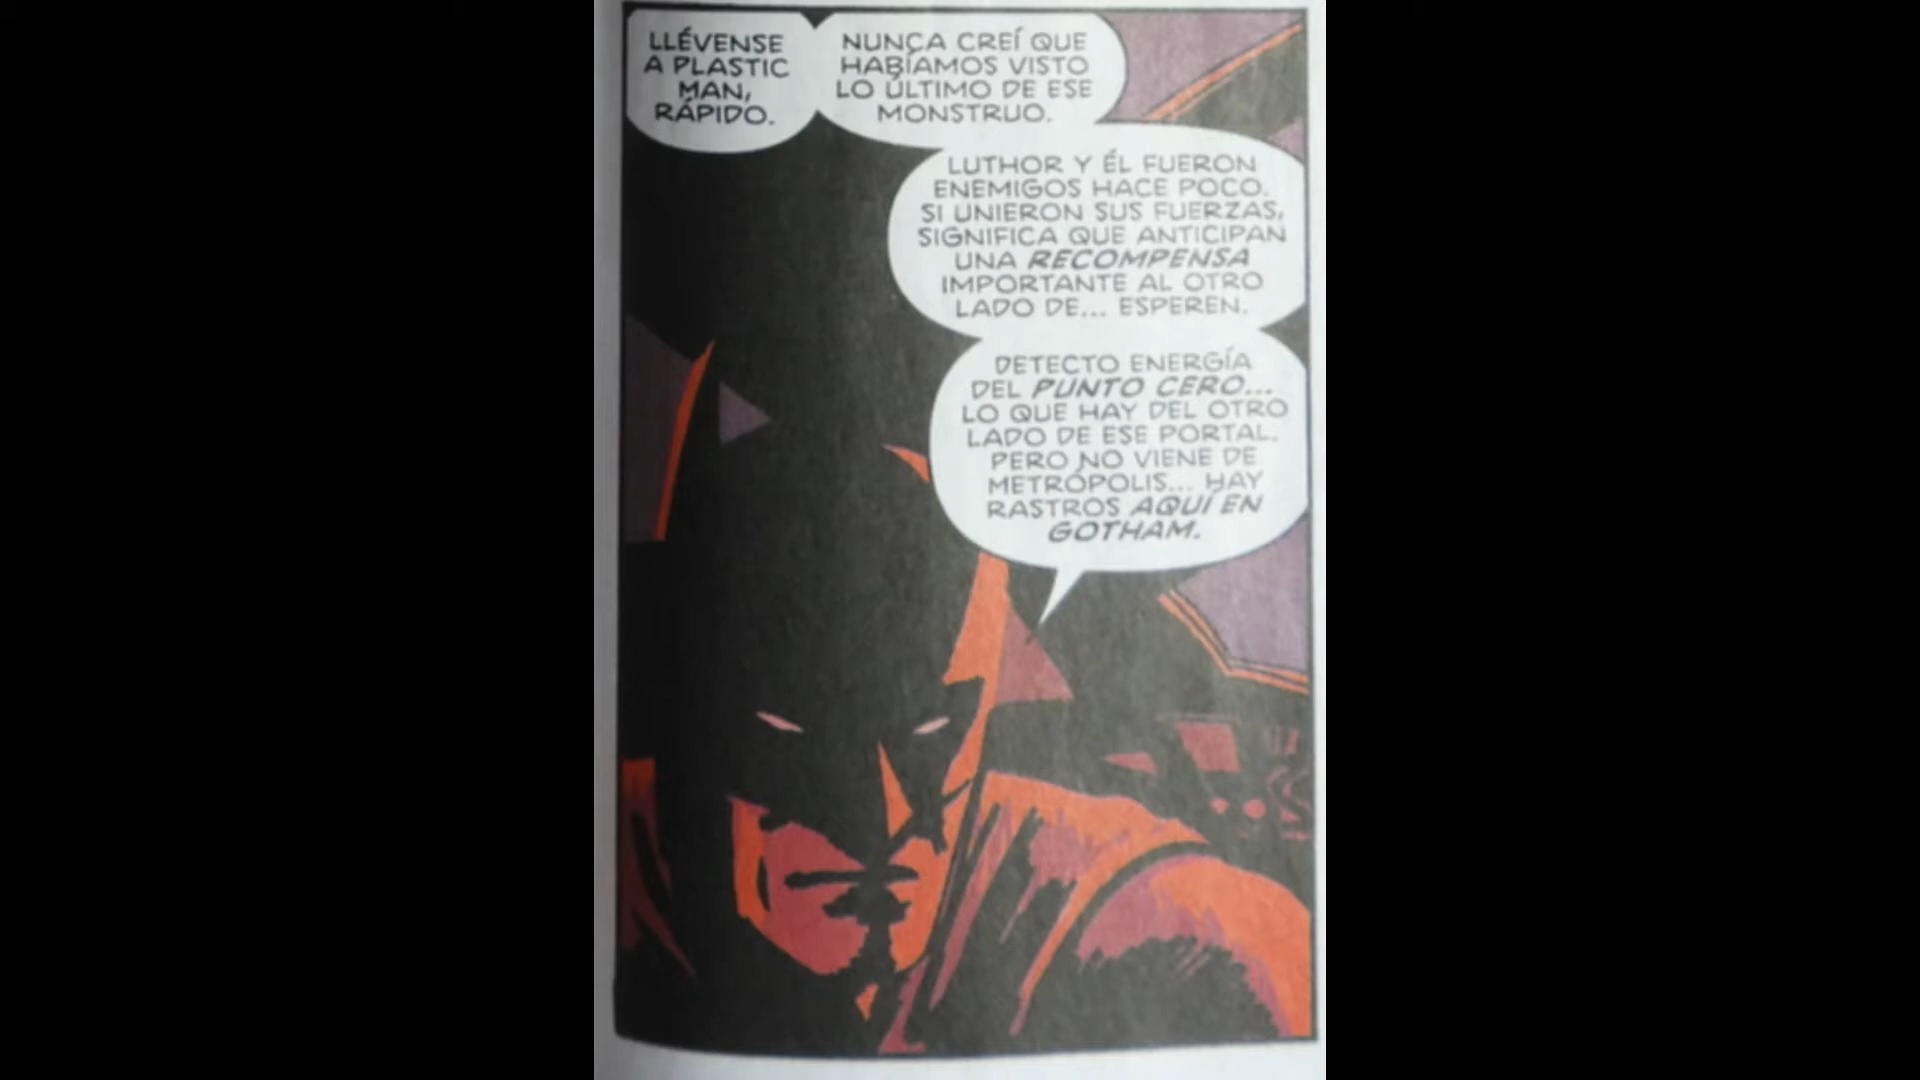 LLÉVENSE
A PLASTIC
MAN,
RÁPIDO.
NUNCA CREÍ QUE
HABÍAMOS VISTO
LO ÚLTIMO DE ESE
MONSTRUO.
LUTHOR Y ÉL FUERON
ENEMIGOS HACE POCO.
SI UNIERON SUS FUERZAS,
SIGNIFICA QUE ANTICIPAN
UNA RECOMPENSA
IMPORTANTE AL OTRO
LADO DE... ESPEREN.
DETECTO ENERGÍA
DEL PUNTO CERO...
LO QUE HAY DEL OTRO
LADO DE ESE PORTAL.
PERO NO VIENE DE
METRÓPOLIS... HAY
RASTROS AQUÍ EN
GOTHAM.